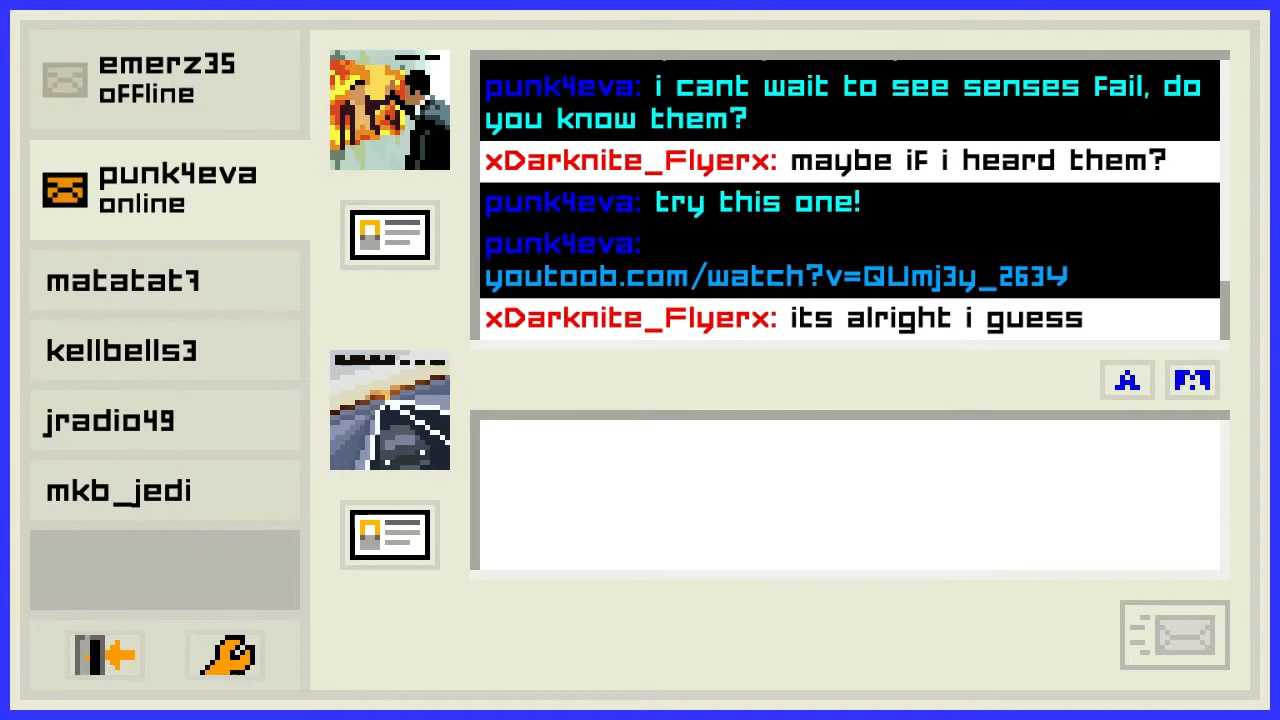 emerz35
offline
punk4eva
online
matatat7
kellbells3
jradio49
mkb_jedi
punk4eva: i cant wait to see senses fail, do
you know them?
xDarknite_Flyerx: maybe if i heard them?
punk4eva: try this one!
punk4eva:
youtoob.com/watch?v=QUmj3y_2634
xDarknite_Flyerx: its alright i guess
A